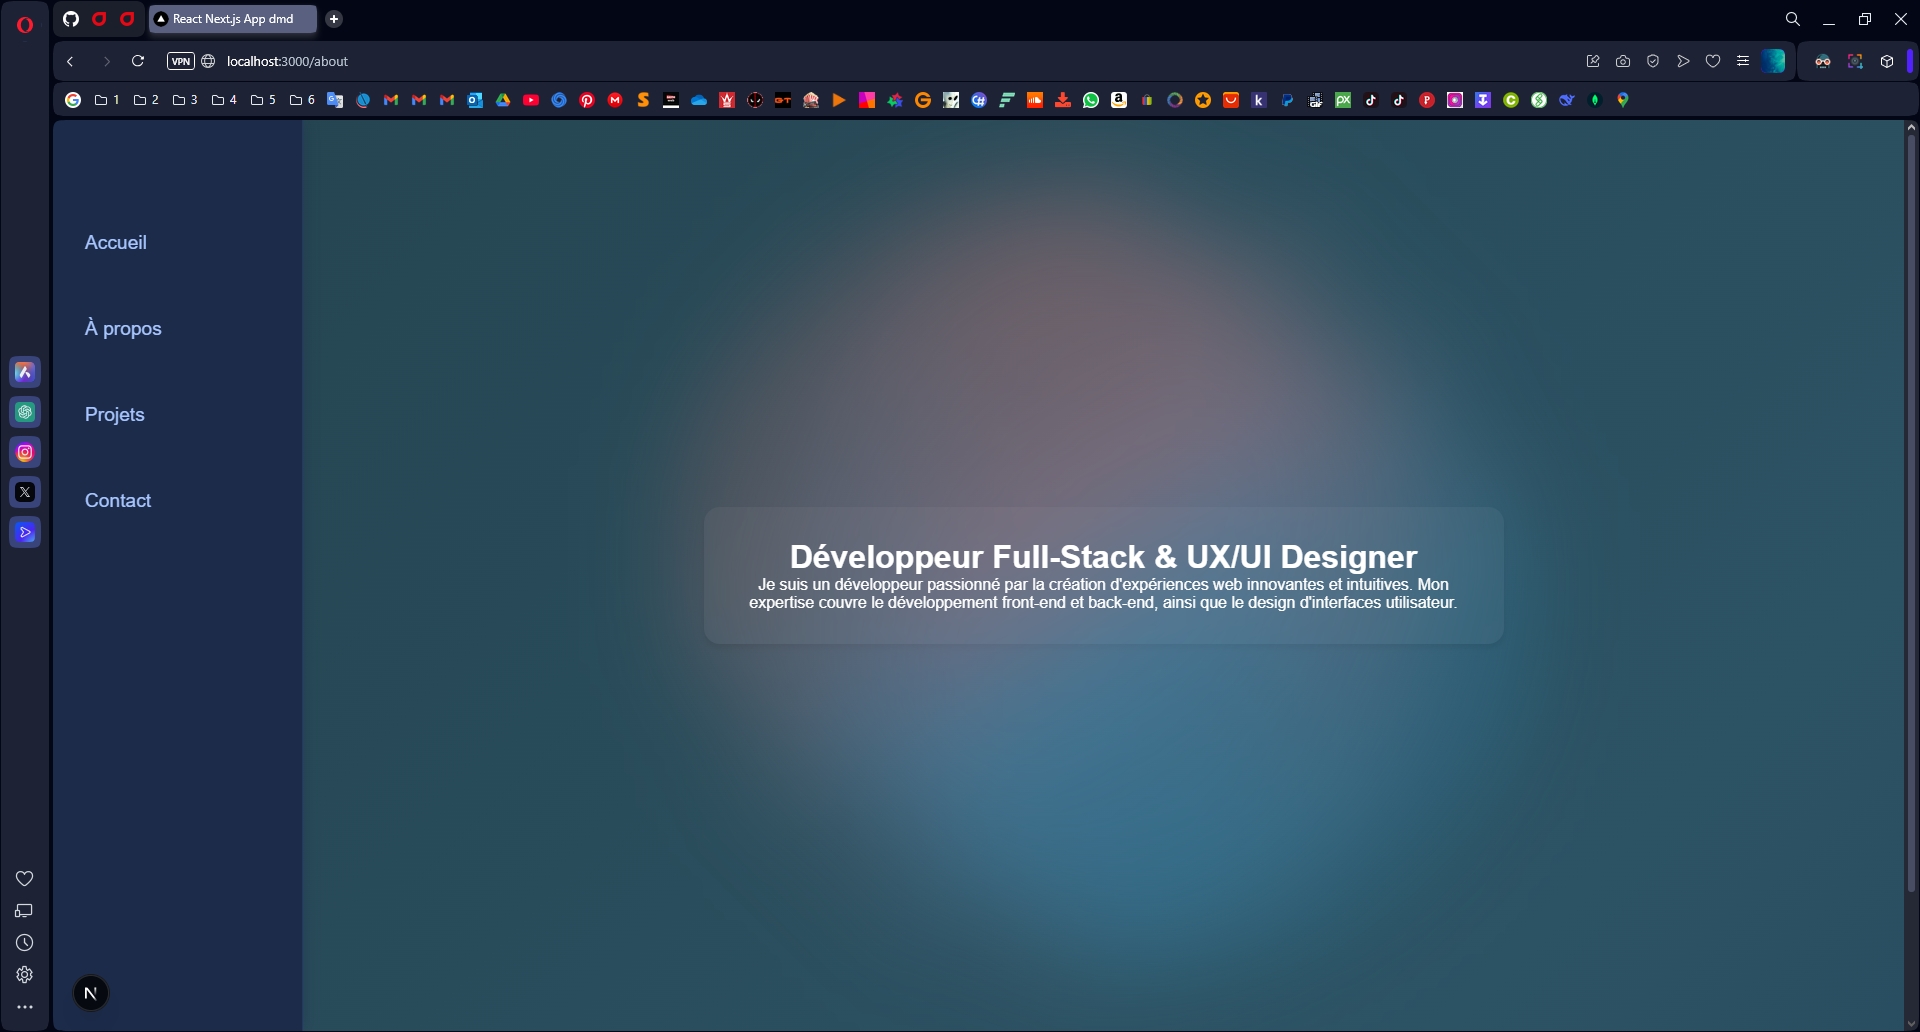 React Next.js App dmd
VPN localhost:3000/about
1 2 3 4 5 6
Accueil
À propos
Projets
Contact
Développeur Full-Stack & UX/UI Designer
Je suis un développeur passionné par la création d'expériences web innovantes et intuitives. Mon
expertise couvre le développement front-end et back-end, ainsi que le design d'interfaces utilisateur.
N